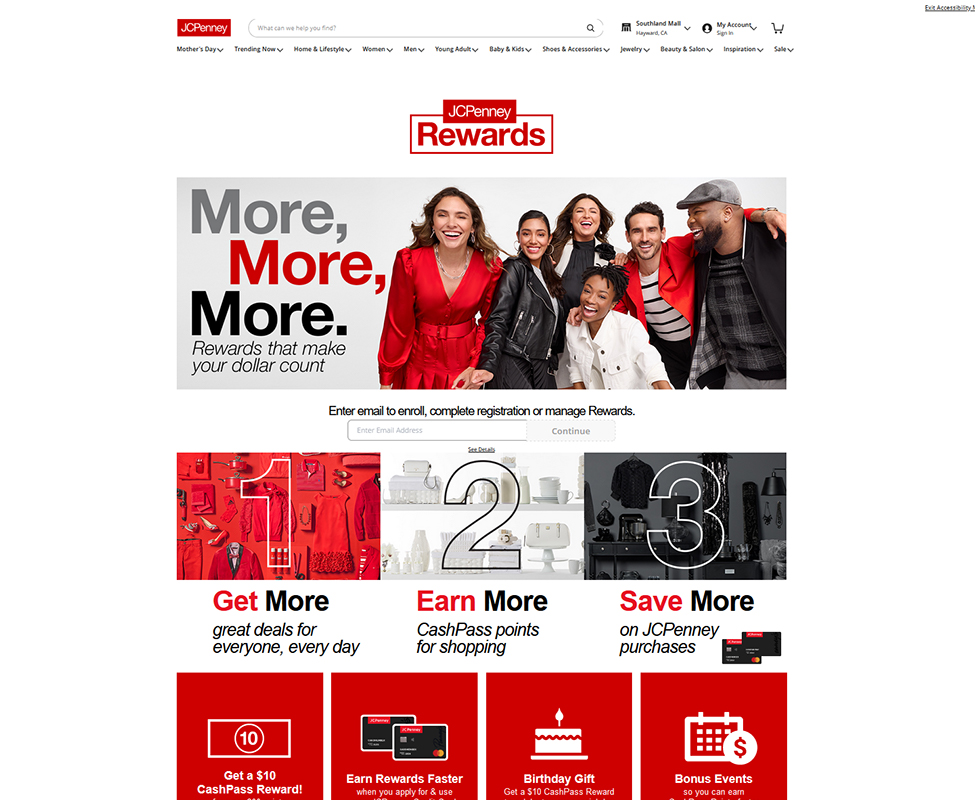 Exit Accessibility
JCPenney
What can we help you find?
Southland Mall
Hayward, CA
My Account
Sign In
Mother's Day
Trending Now
Home & Lifestyle
Women
Men
Young Adult
Baby & Kids
Shoes & Accessories
Jewelry
Beauty & Salon
Inspiration
Sale
JCPenney
Rewards
More,
More,
More.
Rewards that make
your dollar count
Enter email to enroll, complete registration or manage Rewards.
Enter Email Address
Continue
See Details
1
2
3
Get More
great deals for
everyone, every day
Earn More
CashPass points
for shopping
Save More
on JCPenney
purchases
JCPenney
JCPenney
10
Get a $10
CashPass Reward!
JCPenney
JCPenney
Earn Rewards Faster
when you apply for & use
Birthday Gift
Get a $10 CashPass Reward
$
Bonus Events
so you can earn